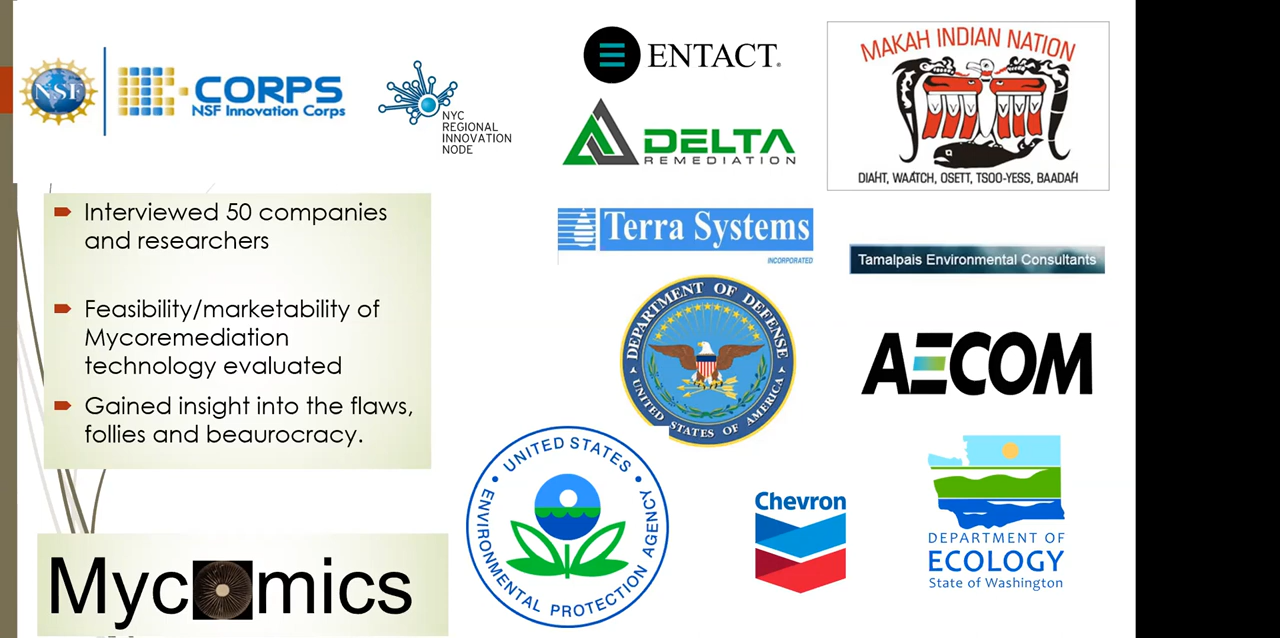 NSF
I-CORPS
NSF Innovation Corps
NYC
REGIONAL
INNOVATION
NODE
ENTACT.
DELTA
REMEDIATION
MAKAH INDIAN NATION
DIAHT, WAATCH, OSETT, TSOO-YESS, BAADAH
Interviewed 50 companies
and researchers
Feasibility/marketability of
Mycoremediation
technology evaluated
Gained insight into the flaws,
follies and beaurocracy.
Terra Systems
INCORPORATED
Tamalpais Environmental Consultants
DEPARTMENT OF DEFENSE
UNITED STATES OF AMERICA
AECOM
UNITED STATES
ENVIRONMENTAL PROTECTION AGENCY
Chevron
DEPARTMENT OF
ECOLOGY
State of Washington
Mycomics